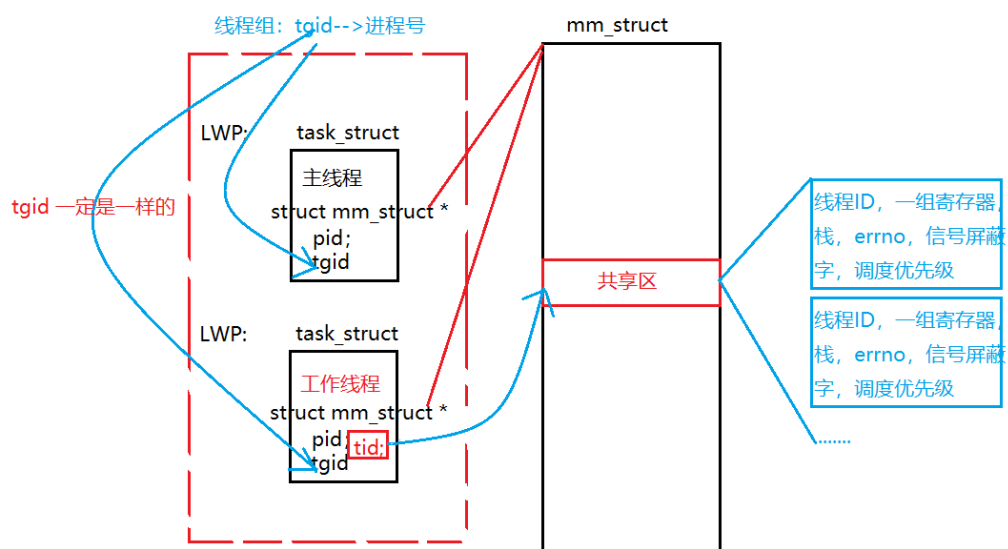 线程组：tgid-->进程号
mm_struct
LWP:
task_struct
主线程
struct mm_struct *
pid;
tgid
tgid 一定是一样的
LWP:
task_struct
工作线程
struct mm_struct *
pid;
tid;
tgid
共享区
线程ID，一组寄存器，
栈，errno，信号屏蔽
字，调度优先级
线程ID，一组寄存器，
栈，errno，信号屏蔽
字，调度优先级
........